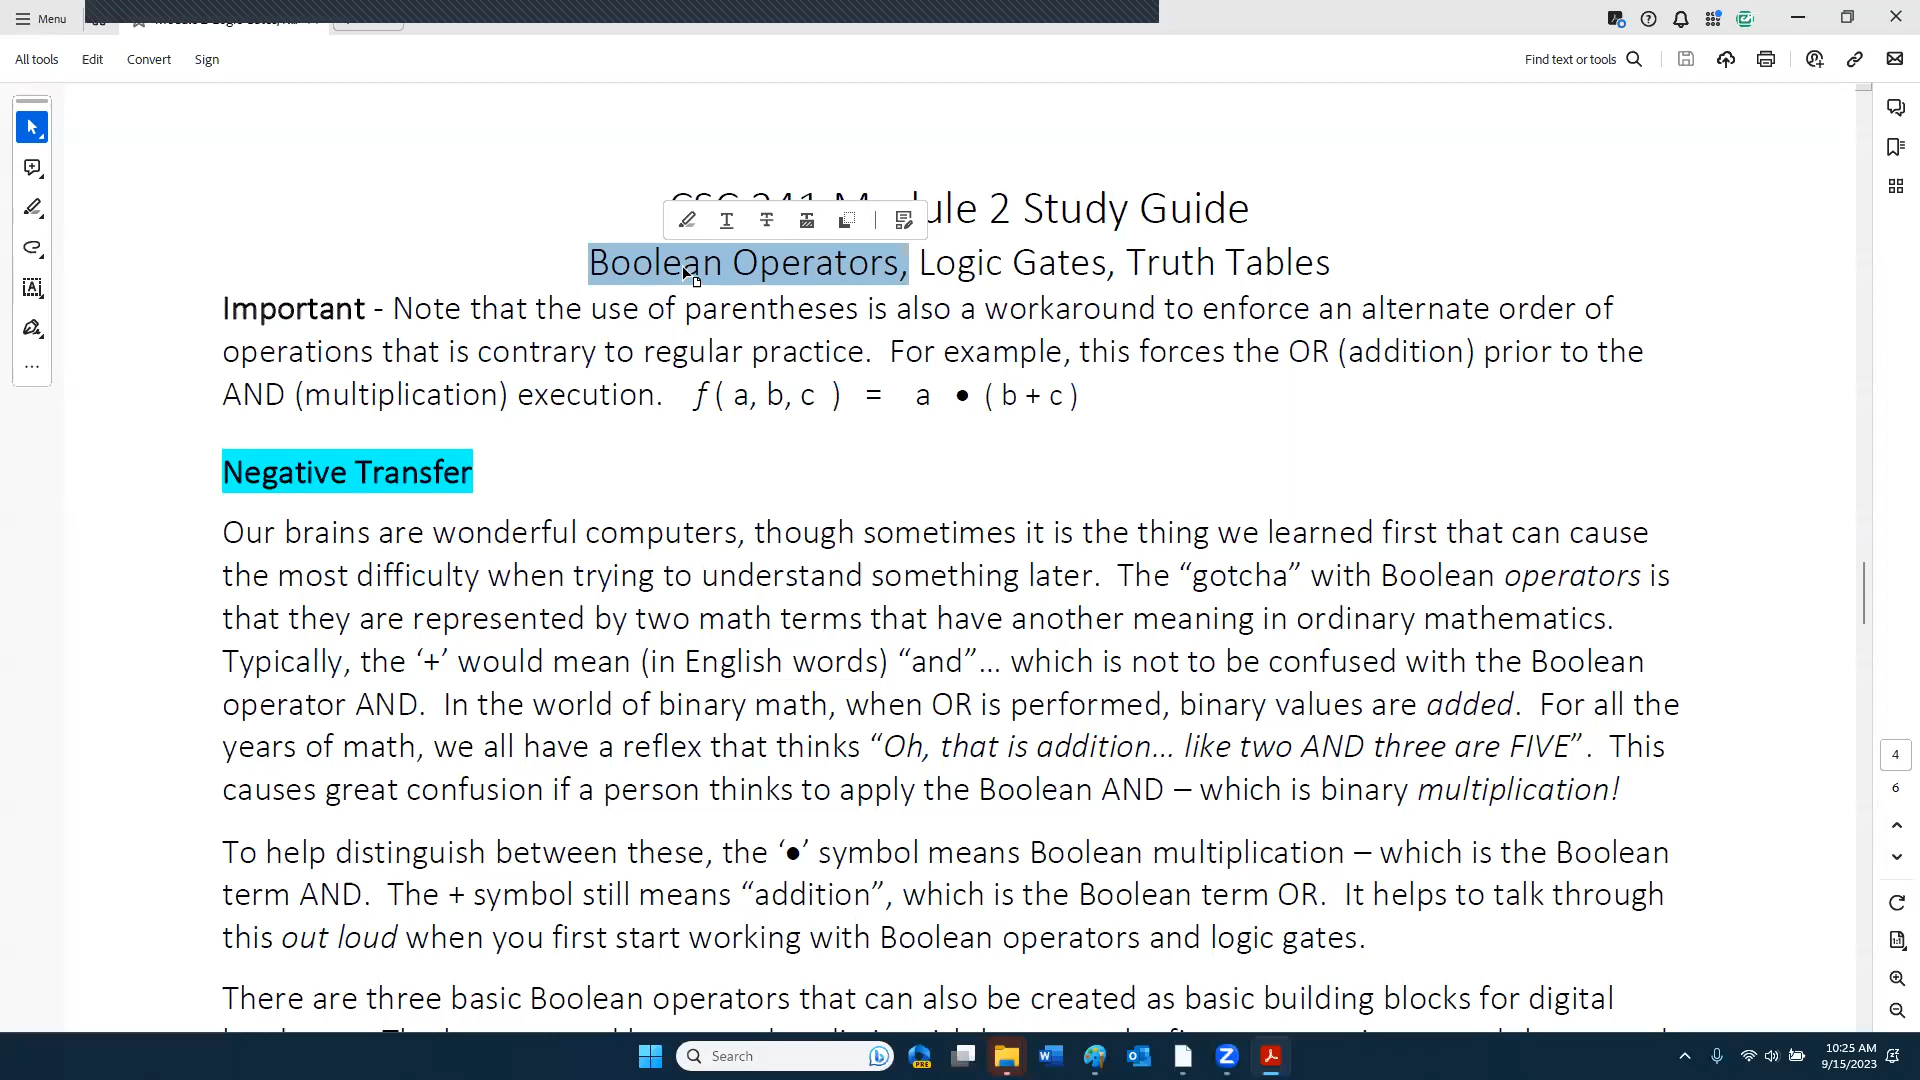 Menu
All tools Edit Convert Sign
Find text or tools
Module 2 Study Guide
Boolean Operators, Logic Gates, Truth Tables
Important - Note that the use of parentheses is also a workaround to enforce an alternate order of
operations that is contrary to regular practice. For example, this forces the OR (addition) prior to the
AND (multiplication) execution. f ( a, b, c ) = a • ( b + c )
Negative Transfer
Our brains are wonderful computers, though sometimes it is the thing we learned first that can cause
the most difficulty when trying to understand something later. The “gotcha” with Boolean operators is
that they are represented by two math terms that have another meaning in ordinary mathematics.
Typically, the ‘+’ would mean (in English words) “and”… which is not to be confused with the Boolean
operator AND. In the world of binary math, when OR is performed, binary values are added. For all the
years of math, we all have a reflex that thinks “Oh, that is addition… like two AND three are FIVE”. This
causes great confusion if a person thinks to apply the Boolean AND – which is binary multiplication!
To help distinguish between these, the ‘•’ symbol means Boolean multiplication – which is the Boolean
term AND. The + symbol still means “addition”, which is the Boolean term OR. It helps to talk through
this out loud when you first start working with Boolean operators and logic gates.
There are three basic Boolean operators that can also be created as basic building blocks for digital
4
6
Search
PRE
10:25 AM
9/15/2023